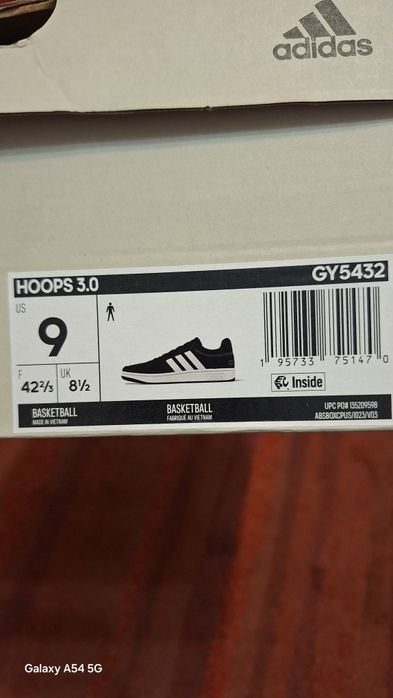 adidas
HOOPS 3.0
GY5432
US
9
F
42⅔
UK
8½
1 95733 75147 0
Inside
BASKETBALL
MADE IN VIETNAM
BASKETBALL
FABRIQUÉ AU VIETNAM
UPC PO# 135209598
ABSBOXCPUS/1023/V03
Galaxy A54 5G